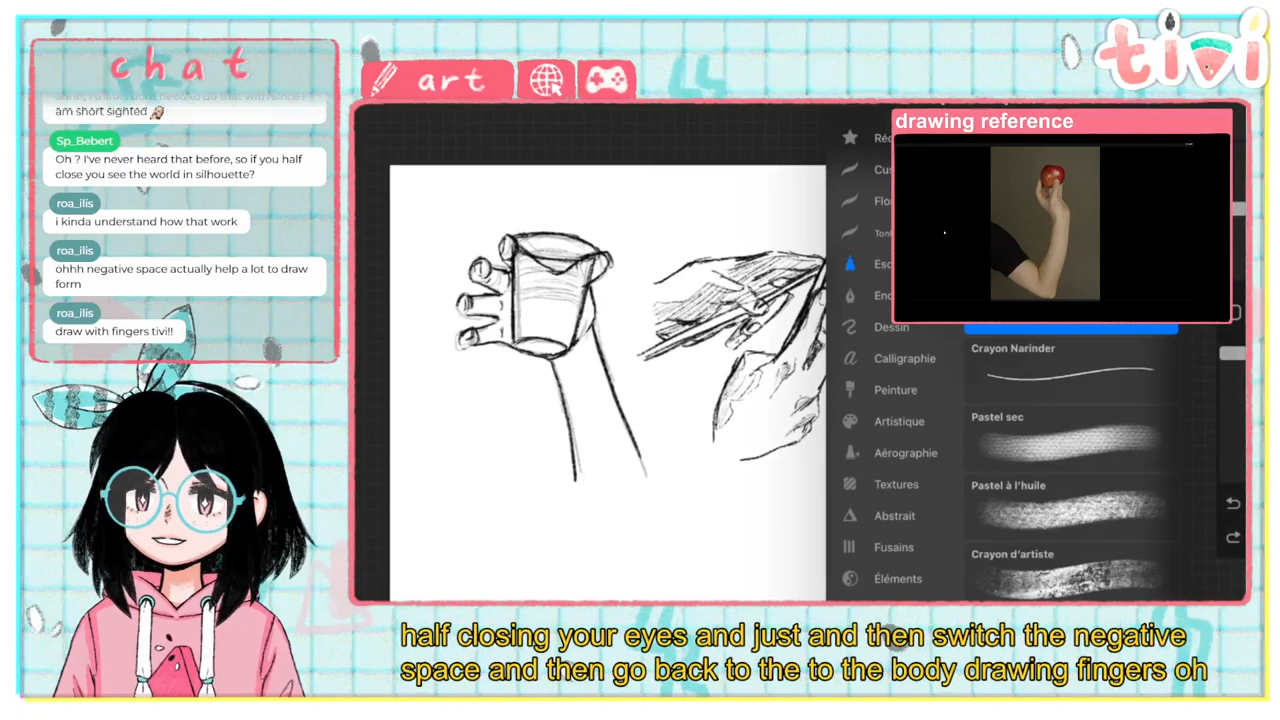 chat
am short sighted
Sp_Bebert
Oh ? I've never heard that before, so if you half
close you see the world in silhouette?
roa_ilis
i kinda understand how that work
roa_ilis
ohhh negative space actually help a lot to draw
form
roa_ilis
draw with fingers tivi!!
art
tivi
drawing reference
Dessin
Calligraphie
Peinture
Artistique
Aérographie
Textures
Abstrait
Fusains
Éléments
Crayon Narinder
Pastel sec
Pastel à l'huile
Crayon d'artiste
half closing your eyes and just and then switch the negative
space and then go back to the to the body drawing fingers oh